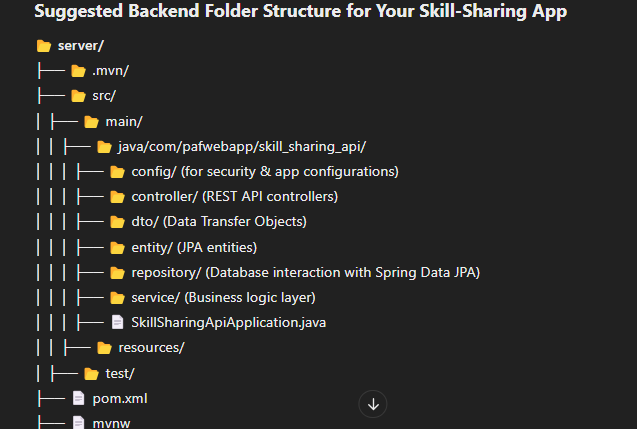 Suggested Backend Folder Structure for Your Skill-Sharing App
📂 server/
├── 📂 .mvn/
├── 📂 src/
│ ├── 📂 main/
│ │ ├── 📂 java/com/pafwebapp/skill_sharing_api/
│ │ │ ├── 📂 config/ (for security & app configurations)
│ │ │ ├── 📂 controller/ (REST API controllers)
│ │ │ ├── 📂 dto/ (Data Transfer Objects)
│ │ │ ├── 📂 entity/ (JPA entities)
│ │ │ ├── 📂 repository/ (Database interaction with Spring Data JPA)
│ │ │ ├── 📂 service/ (Business logic layer)
│ │ │ ├── 📄 SkillSharingApiApplication.java
│ │ ├── 📂 resources/
│ ├── 📂 test/
├── 📄 pom.xml
├── 📄 mvnw